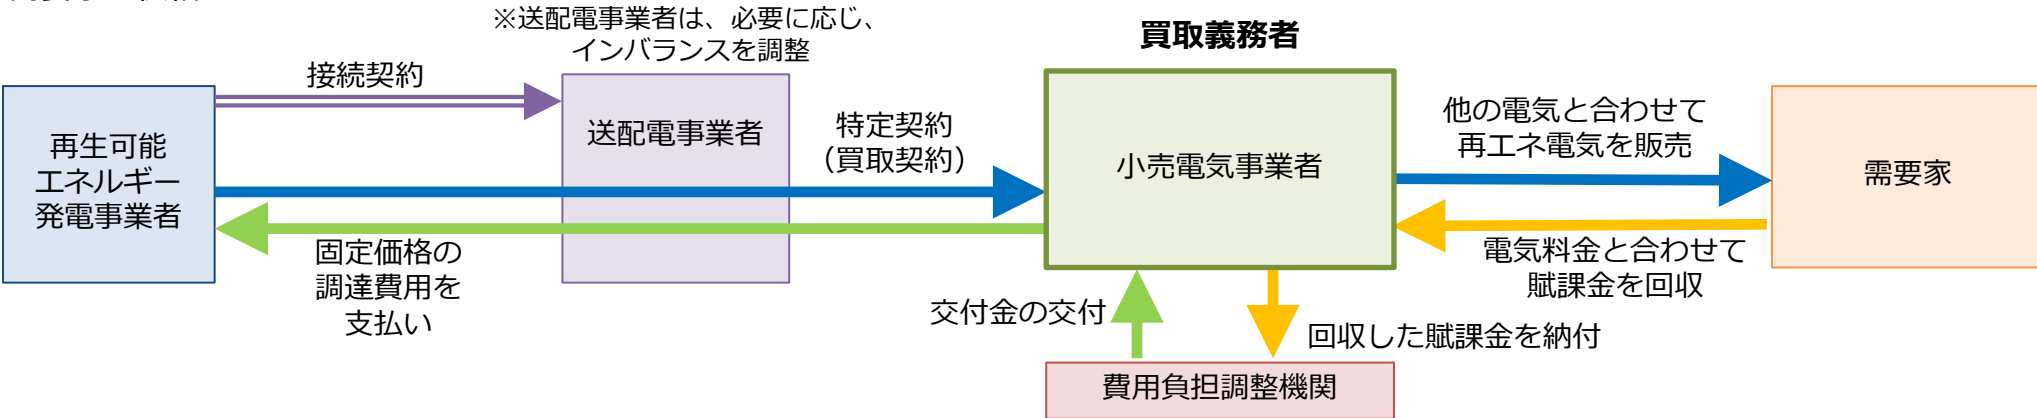 ※送配電事業者は、必要に応じ、
インバランスを調整
買取義務者
接続契約
再生可能
エネルギー
発電事業者
送配電事業者
特定契約
（買取契約）
小売電気事業者
他の電気と合わせて
再エネ電気を販売
需要家
固定価格の
調達費用を
支払い
電気料金と合わせて
賦課金を回収
交付金の交付
回収した賦課金を納付
費用負担調整機関